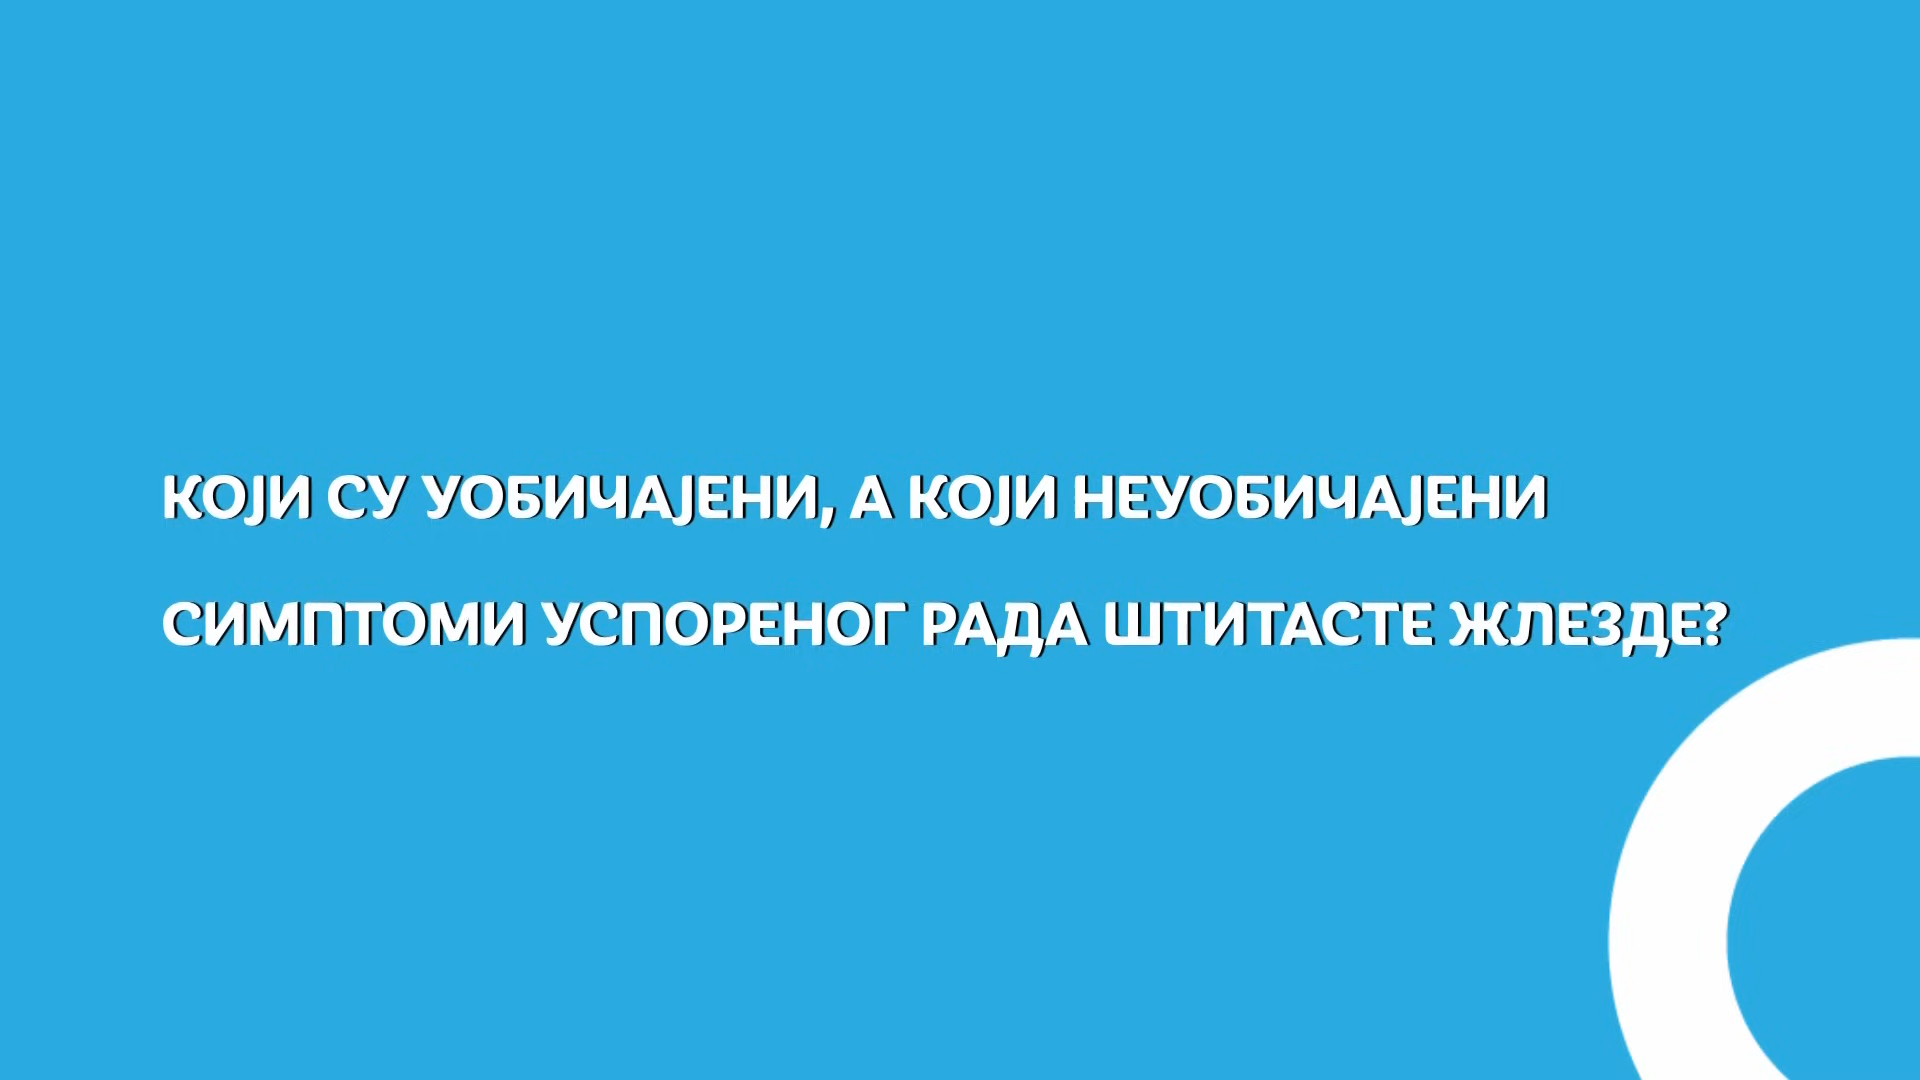 КОЈИ СУ УОБИЧАЈЕНИ, А КОЈИ НЕУОБИЧАЈЕНИ
СИМПТОМИ УСПОРЕНОГ РАДА ШТИТАСТЕ ЖЛЕЗДЕ?